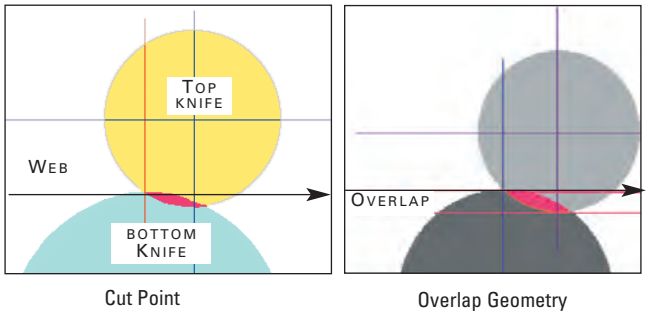 TOP
KNIFE
WEB
BOTTOM
KNIFE
Cut Point
OVERLAP
Overlap Geometry